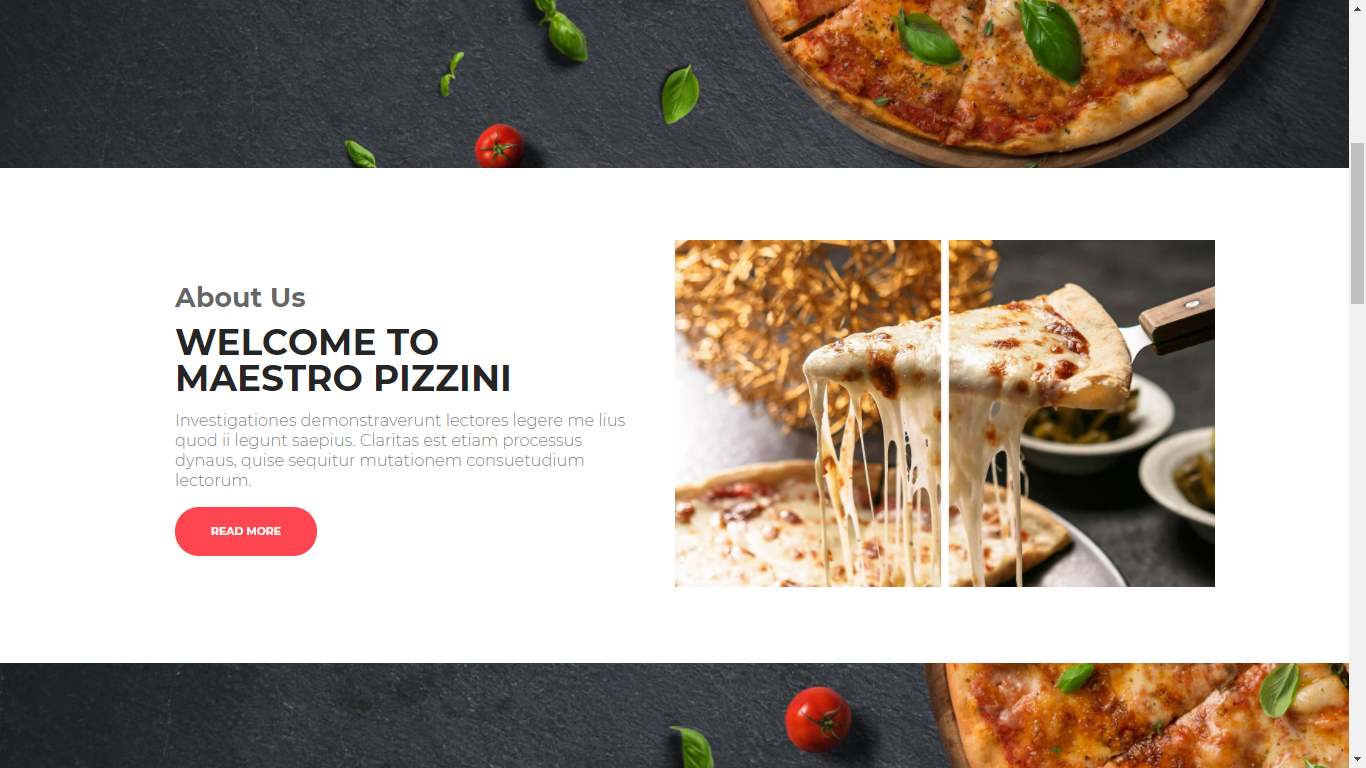 About Us
WELCOME TO
MAESTRO PIZZINI
Investigationes demonstraverunt lectores legere me lius
quod ii legunt saepius. Claritas est etiam processus
dynaus, quise sequitur mutationem consuetudium
lectorum.
READ MORE